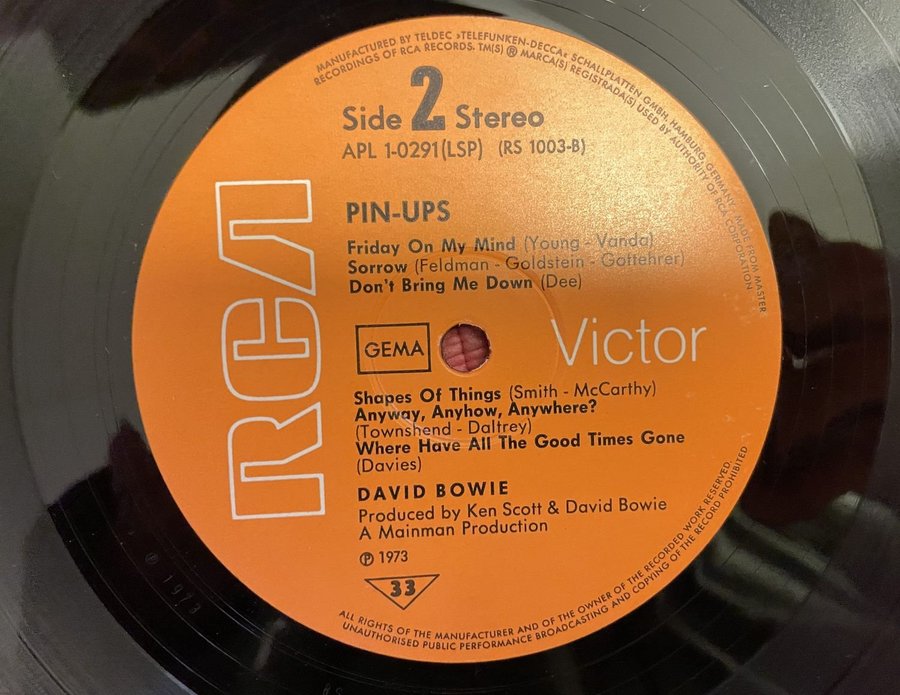 MANUFACTURED BY TELDEC »TELEFUNKEN-DECCA« SCHALLPLATTEN GMBH, HAMBURG, GERMANY, MADE FROM MASTER
RECORDINGS OF RCA RECORDS. TM(S) ® MARCA(S) REGISTRADA(S) USED BY AUTHORITY OF RCA CORPORATION
Side 2 Stereo
APL 1-0291(LSP) (RS 1003-B)
RCA
PIN-UPS
Friday On My Mind (Young - Vanda)
Sorrow (Feldman - Goldstein - Gottehrer)
Don't Bring Me Down (Dee)
GEMA
Victor
Shapes Of Things (Smith - McCarthy)
Anyway, Anyhow, Anywhere?
(Townshend - Daltrey)
Where Have All The Good Times Gone
(Davies)
DAVID BOWIE
Produced by Ken Scott & David Bowie
A Mainman Production
℗ 1973
33
ALL RIGHTS OF THE MANUFACTURER AND OF THE OWNER OF THE RECORDED WORK RESERVED.
UNAUTHORISED PUBLIC PERFORMANCE BROADCASTING AND COPYING OF THE RECORD PROHIBITED
℗ 1973